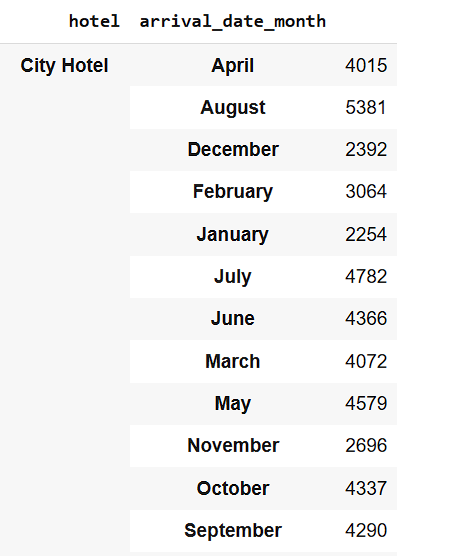 hotel arrival_date_month
City Hotel April 4015
August 5381
December 2392
February 3064
January 2254
July 4782
June 4366
March 4072
May 4579
November 2696
October 4337
September 4290